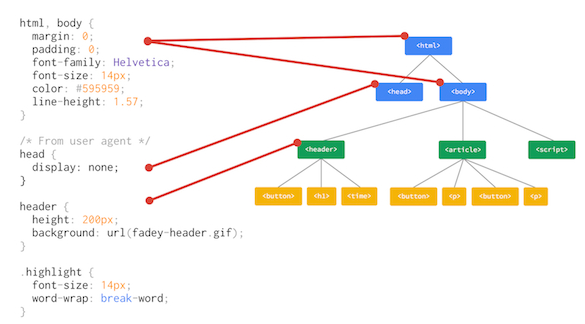 html, body {
margin: 0;
padding: 0;
font-family: Helvetica;
font-size: 14px;
color: #595959;
line-height: 1.57;
}
/* From user agent */
head {
display: none;
}
header {
height: 200px;
background: url(fadey-header.gif);
}
.highlight {
font-size: 14px;
word-wrap: break-word;
}
<html>
<head> <body>
<header> <article> <script>
<button> <h1> <time> <button> <p> <button> <p>